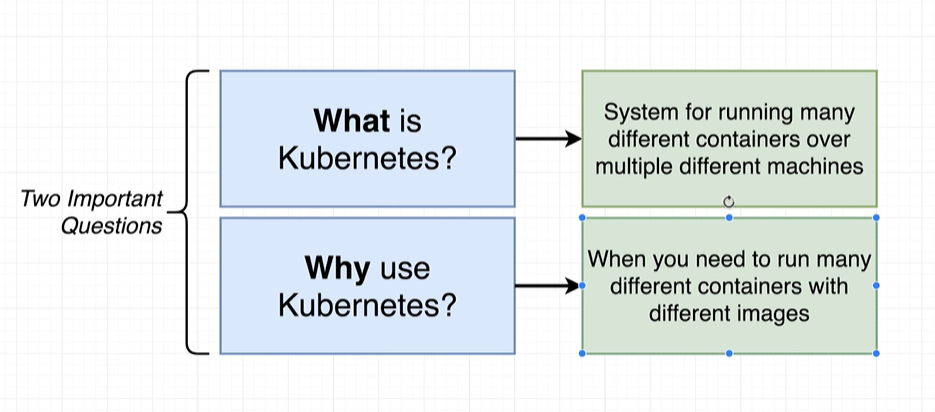 Two Important
Questions
What is
Kubernetes?
System for running many
different containers over
multiple different machines
Why use
Kubernetes?
When you need to run many
different containers with
different images